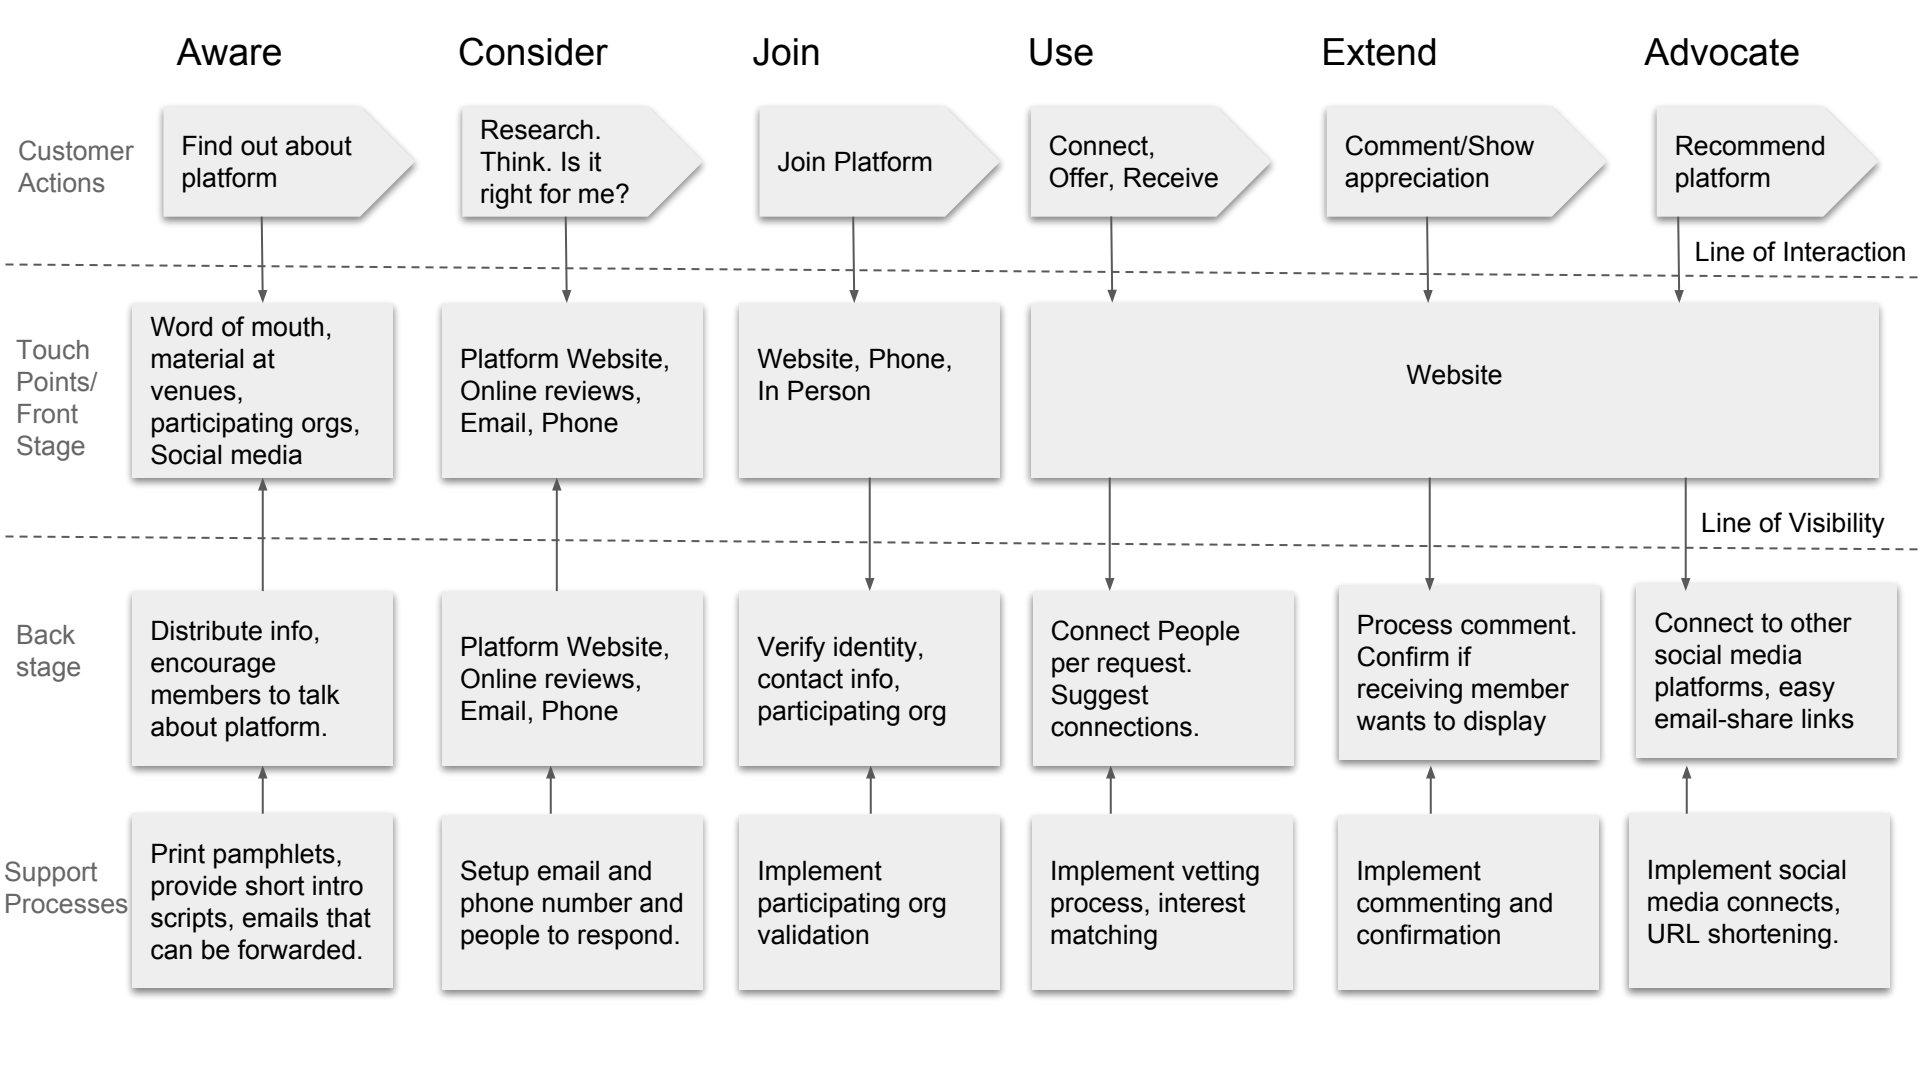 Aware
Consider
Join
Use
Extend
Advocate
Customer
Actions
Find out about
platform
Research.
Think. Is it
right for me?
Join Platform
Connect,
Offer, Receive
Comment/Show
appreciation
Recommend
platform
Line of Interaction
Touch
Points/
Front
Stage
Word of mouth,
material at
venues,
participating orgs,
Social media
Platform Website,
Online reviews,
Email, Phone
Website, Phone,
In Person
Website
Line of Visibility
Back
stage
Distribute info,
encourage
members to talk
about platform.
Platform Website,
Online reviews,
Email, Phone
Verify identity,
contact info,
participating org
Connect People
per request.
Suggest
connections.
Process comment.
Confirm if
receiving member
wants to display
Connect to other
social media
platforms, easy
email-share links
Support
Processes
Print pamphlets,
provide short intro
scripts, emails that
can be forwarded.
Setup email and
phone number and
people to respond.
Implement
participating org
validation
Implement vetting
process, interest
matching
Implement
commenting and
confirmation
Implement social
media connects,
URL shortening.